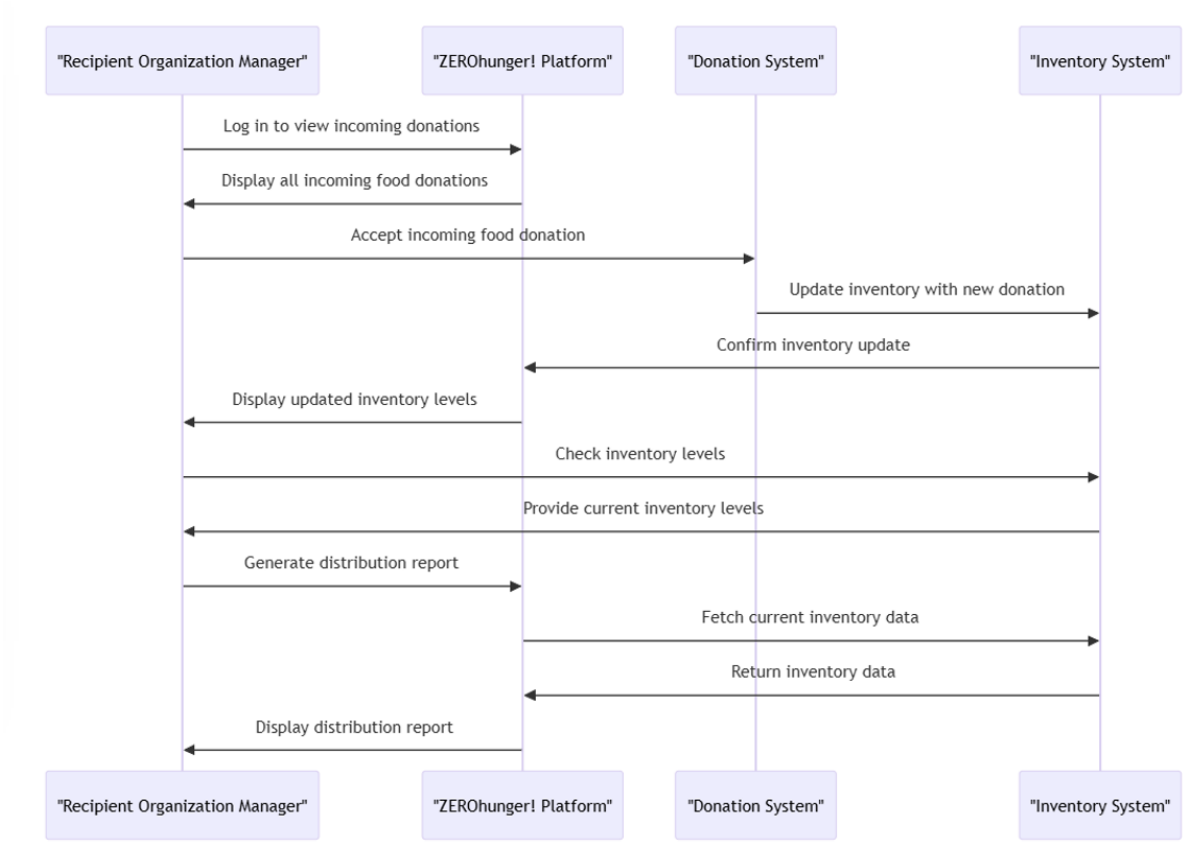 "Recipient Organization Manager"
"ZEROhunger! Platform"
"Donation System"
"Inventory System"
Log in to view incoming donations
Display all incoming food donations
Accept incoming food donation
Update inventory with new donation
Confirm inventory update
Display updated inventory levels
Check inventory levels
Provide current inventory levels
Generate distribution report
Fetch current inventory data
Return inventory data
Display distribution report
"Recipient Organization Manager"
"ZEROhunger! Platform"
"Donation System"
"Inventory System"